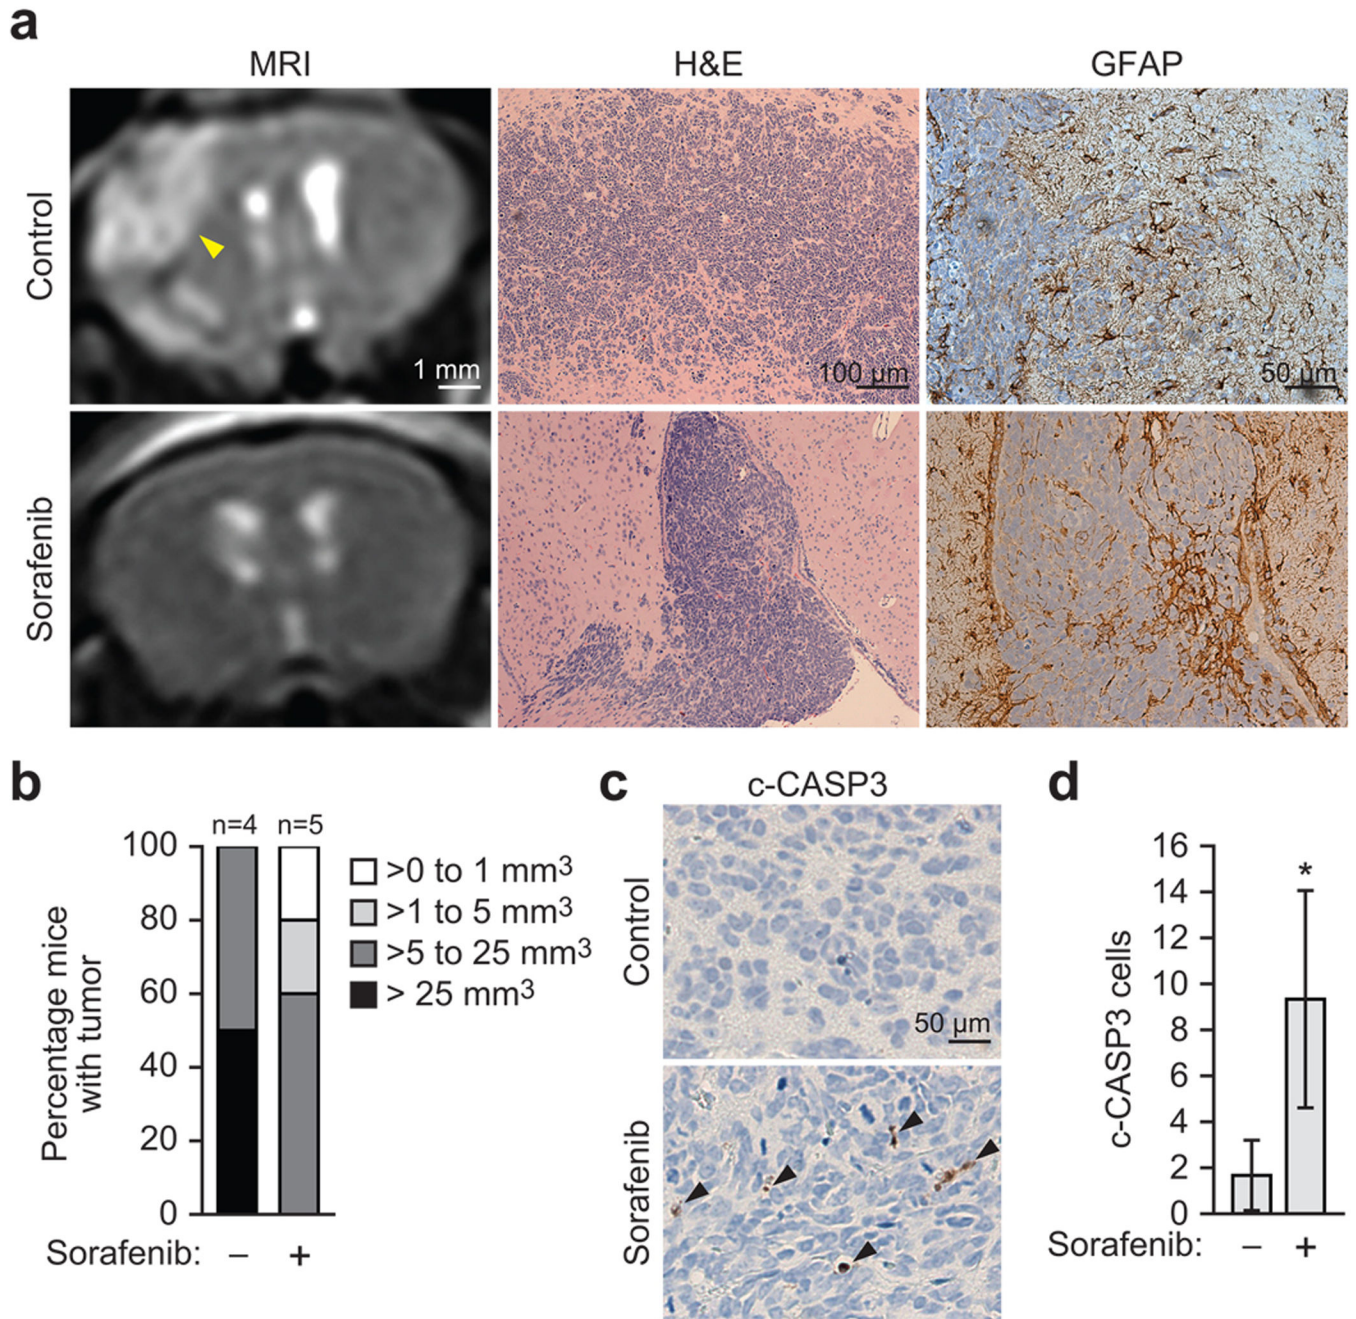 a
MRI
H&E
GFAP
Control
1 mm
100 µm
50 µm
Sorafenib
b
n=4 n=5
100
80
60
40
20
0
Percentage mice
with tumor
>0 to 1 mm³
>1 to 5 mm³
>5 to 25 mm³
> 25 mm³
Sorafenib: – +
c
c-CASP3
Control
50 µm
Sorafenib
d
16
14
12
10
8
6
4
2
0
c-CASP3 cells
*
Sorafenib: – +